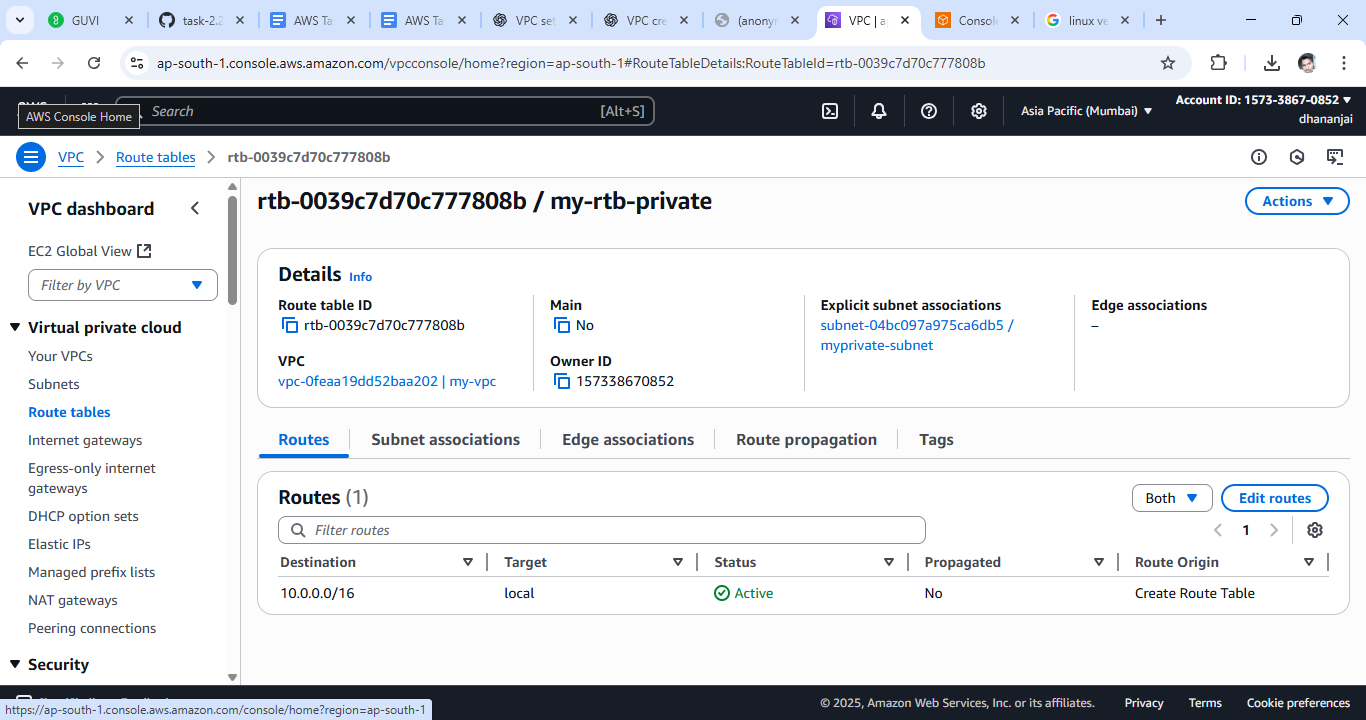 GUVI
task-2.2
AWS Ta
AWS Ta
VPC set
VPC cre
(anonyn
VPC | a
Consol
linux ve
ap-south-1.console.aws.amazon.com/vpcconsole/home?region=ap-south-1#RouteTableDetails:RouteTableId=rtb-0039c7d70c777808b
AWS Console Home
Search
[Alt+S]
Asia Pacific (Mumbai)
Account ID: 1573-3867-0852
dhananjai
VPC
Route tables
rtb-0039c7d70c777808b
VPC dashboard
EC2 Global View
Filter by VPC
Virtual private cloud
Your VPCs
Subnets
Route tables
Internet gateways
Egress-only internet
gateways
DHCP option sets
Elastic IPs
Managed prefix lists
NAT gateways
Peering connections
Security
rtb-0039c7d70c777808b / my-rtb-private
Actions
Details Info
Route table ID
rtb-0039c7d70c777808b
Main
No
Explicit subnet associations
subnet-04bc097a975ca6db5 /
myprivate-subnet
Edge associations
–
VPC
vpc-0feaa19dd52baa202 | my-vpc
Owner ID
157338670852
Routes
Subnet associations
Edge associations
Route propagation
Tags
Routes (1)
Both
Edit routes
Filter routes
1
Destination
Target
Status
Propagated
Route Origin
10.0.0.0/16
local
Active
No
Create Route Table
https://ap-south-1.console.aws.amazon.com/console/home?region=ap-south-1
© 2025, Amazon Web Services, Inc. or its affiliates.
Privacy
Terms
Cookie preferences